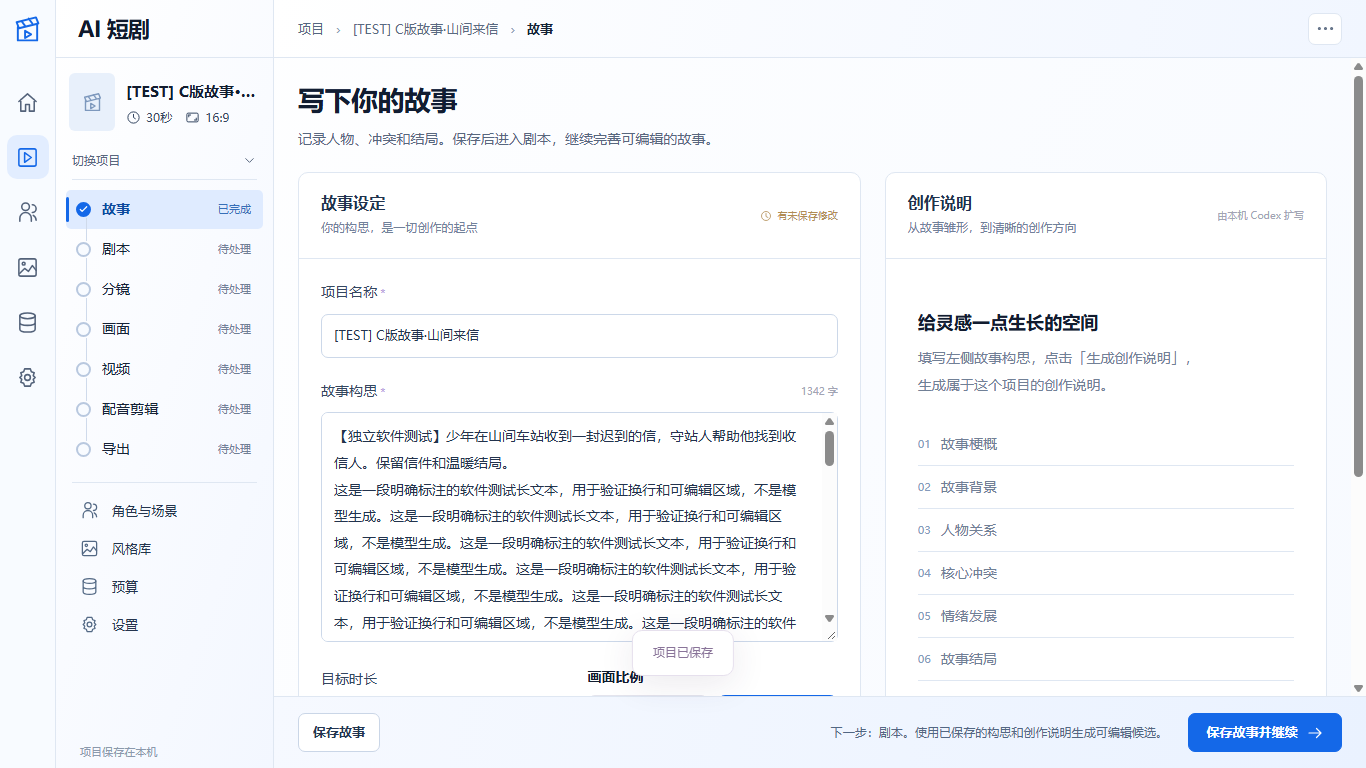 AI 短剧
[TEST] C版故事·...
30秒 16:9
切换项目
故事 已完成
剧本 待处理
分镜 待处理
画面 待处理
视频 待处理
配音剪辑 待处理
导出 待处理
角色与场景
风格库
预算
设置
项目保存在本机
项目 › [TEST] C版故事·山间来信 › 故事
写下你的故事
记录人物、冲突和结局。保存后进入剧本，继续完善可编辑的故事。
故事设定
你的构思，是一切创作的起点
有未保存修改
项目名称 *
[TEST] C版故事·山间来信
故事构思 *
1342 字
【独立软件测试】少年在山间车站收到一封迟到的信，守站人帮助他找到收
信人。保留信件和温暖结局。
这是一段明确标注的软件测试长文本，用于验证换行和可编辑区域，不是模
型生成。这是一段明确标注的软件测试长文本，用于验证换行和可编辑区
域，不是模型生成。这是一段明确标注的软件测试长文本，用于验证换行和
可编辑区域，不是模型生成。这是一段明确标注的软件测试长文本，用于验
证换行和可编辑区域，不是模型生成。这是一段明确标注的软件测试长文
本，用于验证换行和可编辑区域，不是模型生成。这是一段明确标注的软件
项目已保存
目标时长
画面比例
创作说明
从故事雏形，到清晰的创作方向
由本机 Codex 扩写
给灵感一点生长的空间
填写左侧故事构思，点击「生成创作说明」，
生成属于这个项目的创作说明。
01 故事梗概
02 故事背景
03 人物关系
04 核心冲突
05 情绪发展
06 故事结局
保存故事
下一步：剧本。使用已保存的构思和创作说明生成可编辑候选。
保存故事并继续 →